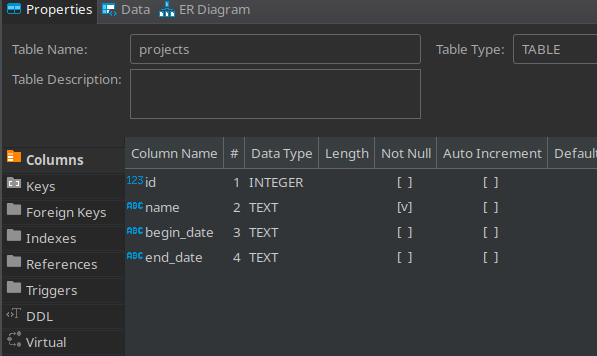 Properties Data ER Diagram
Table Name: projects Table Type: TABLE
Table Description:
Columns
Keys
Foreign Keys
Indexes
References
Triggers
DDL
Virtual
Column Name # Data Type Length Not Null Auto Increment Default
123 id 1 INTEGER [ ] [ ]
ABC name 2 TEXT [v] [ ]
ABC begin_date 3 TEXT [ ] [ ]
ABC end_date 4 TEXT [ ] [ ]